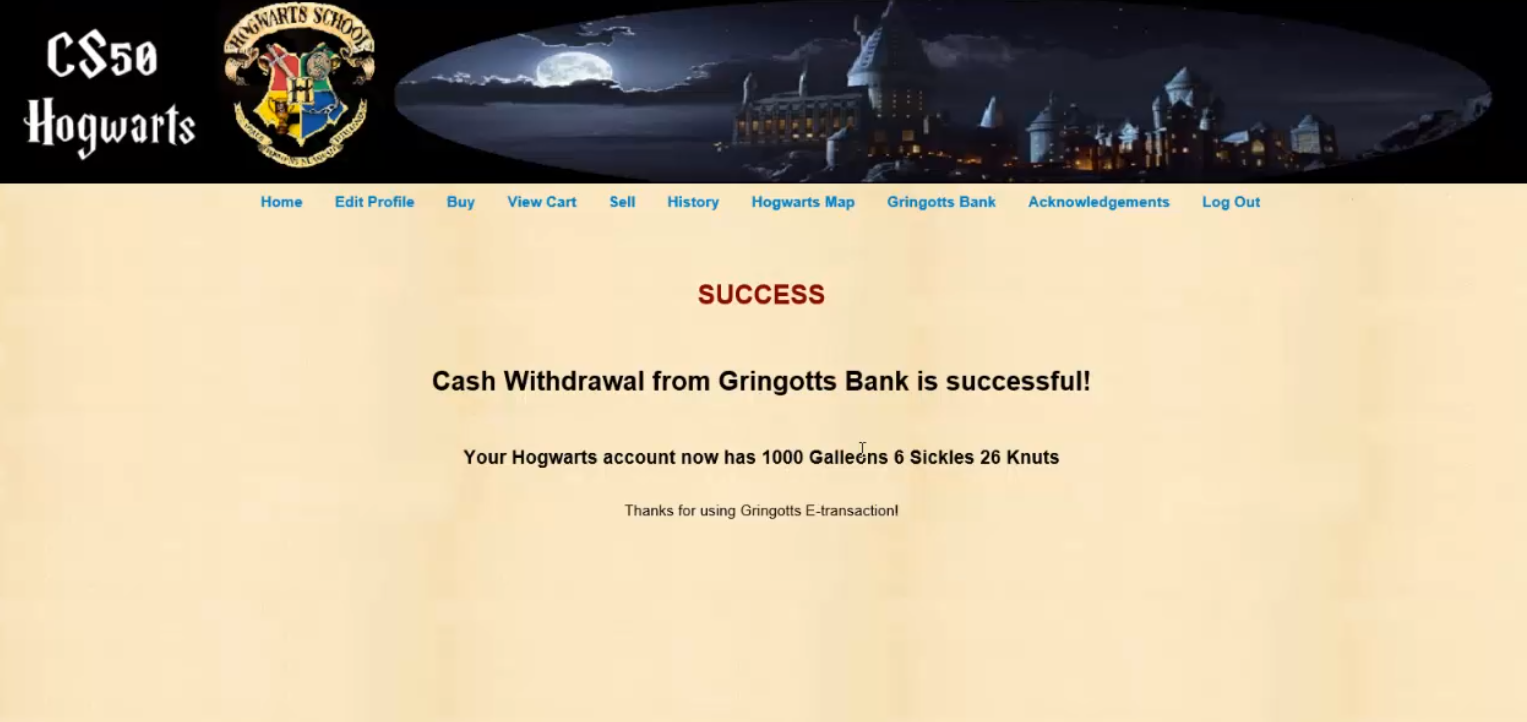 CS50
Hogwarts
HOGWARTS SCHOOL
Home Edit Profile Buy View Cart Sell History Hogwarts Map Gringotts Bank Acknowledgements Log Out
SUCCESS
Cash Withdrawal from Gringotts Bank is successful!
Your Hogwarts account now has 1000 Galleons 6 Sickles 26 Knuts
Thanks for using Gringotts E-transaction!